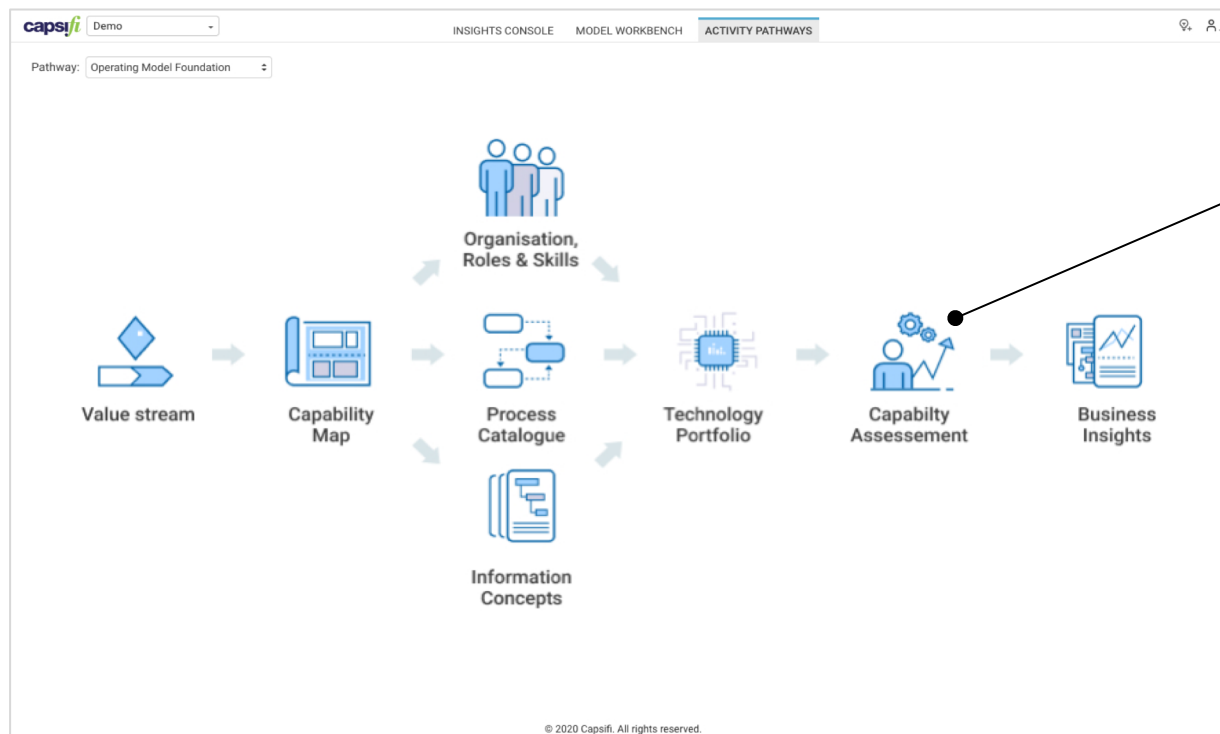 capsifi
Demo
INSIGHTS CONSOLE
MODEL WORKBENCH
ACTIVITY PATHWAYS
Pathway:
Operating Model Foundation
Organisation,
Roles & Skills
Value stream
Capability
Map
Process
Catalogue
Technology
Portfolio
Capabilty
Assessement
Business
Insights
Information
Concepts
© 2020 Capsifi. All rights reserved.